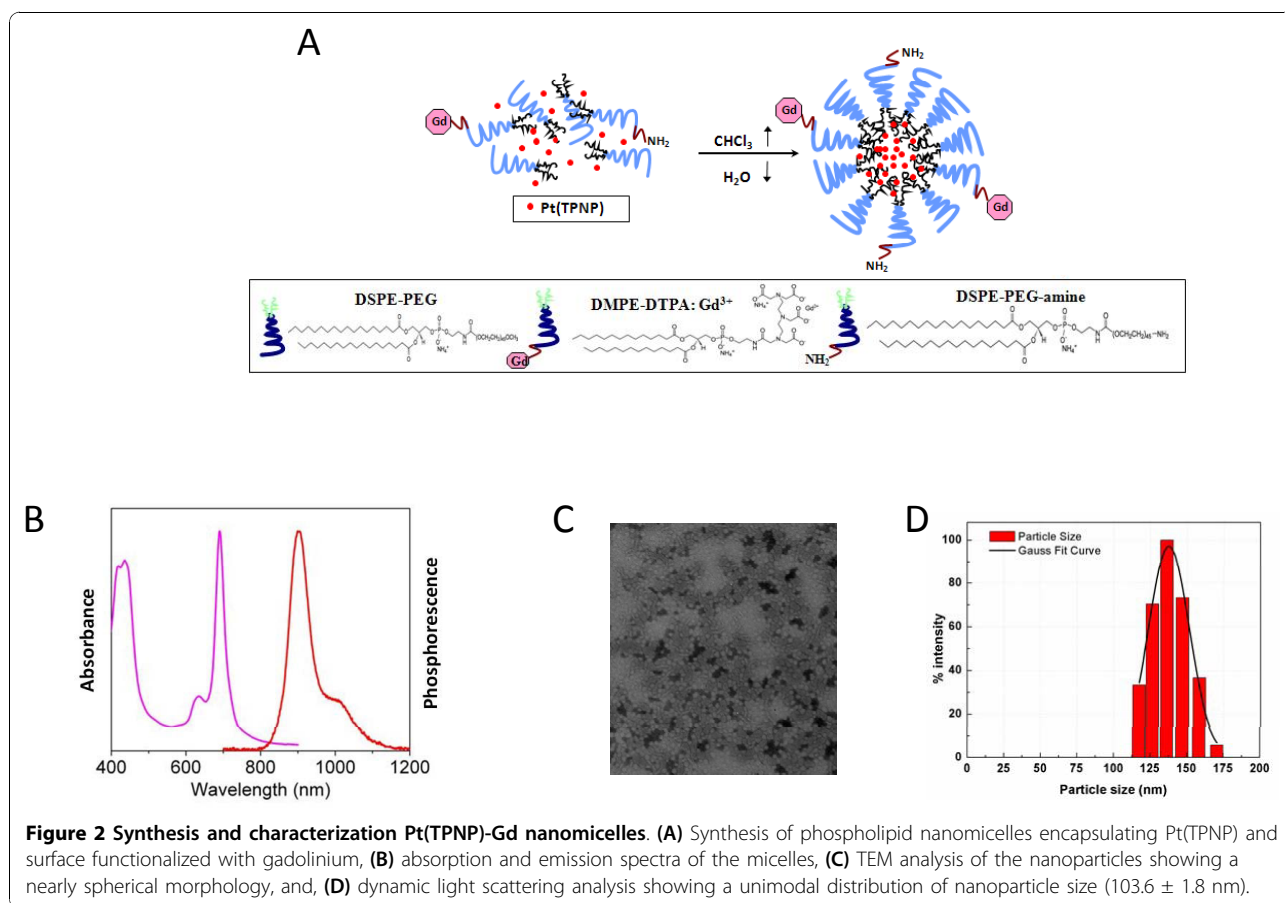 A
NH₂
Gd
NH₂
CHCl₃ ↑
H₂O ↓
Gd
NH₂
• Pt(TPNP)
DSPE-PEG
DMPE-DTPA: Gd³⁺
DSPE-PEG-amine
Gd
NH₂
B
Absorbance
Phosphorescence
400 600 800 1000 1200
Wavelength (nm)
C
D
Particle Size
Gauss Fit Curve
% intensity
100
80
60
40
20
0
0 25 50 75 100 125 150 175 200
Particle size (nm)
Figure 2 Synthesis and characterization Pt(TPNP)-Gd nanomicelles. (A) Synthesis of phospholipid nanomicelles encapsulating Pt(TPNP) and
surface functionalized with gadolinium, (B) absorption and emission spectra of the micelles, (C) TEM analysis of the nanoparticles showing a
nearly spherical morphology, and, (D) dynamic light scattering analysis showing a unimodal distribution of nanoparticle size (103.6 ± 1.8 nm).